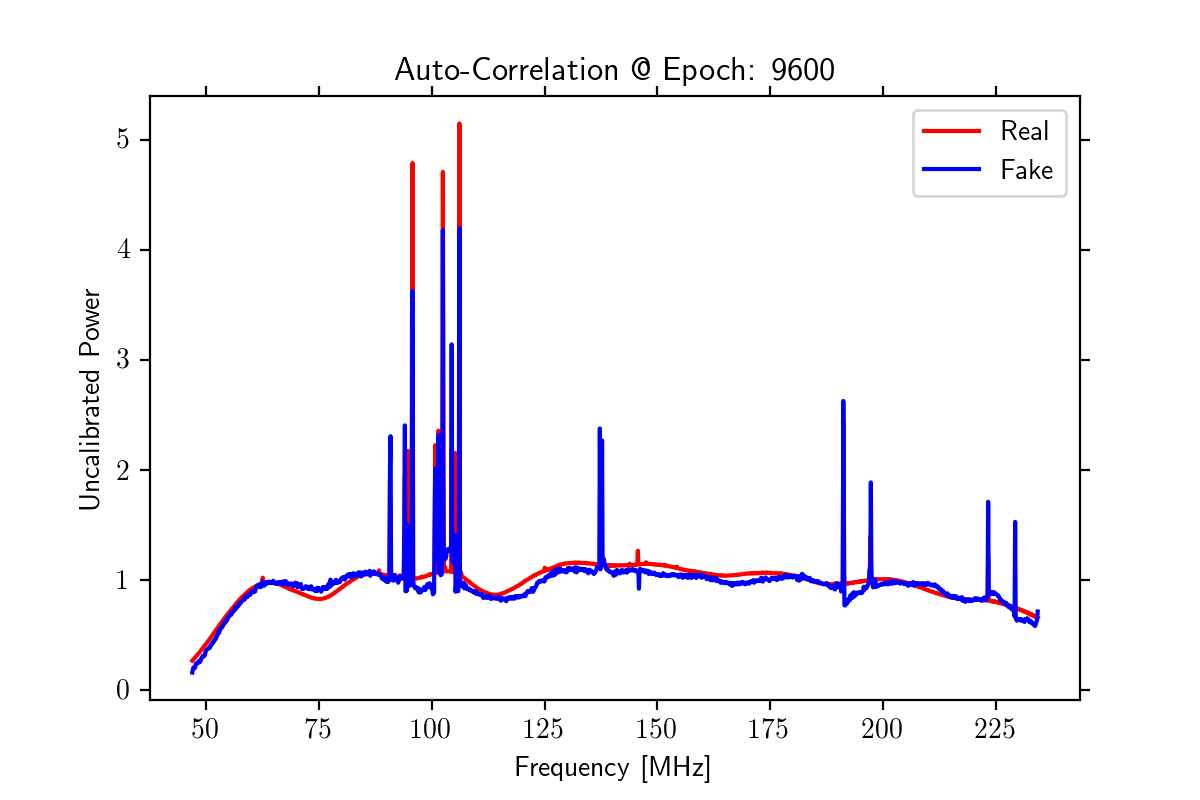 Auto-Correlation @ Epoch: 9600
Real
Fake
5
4
3
2
1
0
Uncalibrated Power
50 75 100 125 150 175 200 225
Frequency [MHz]